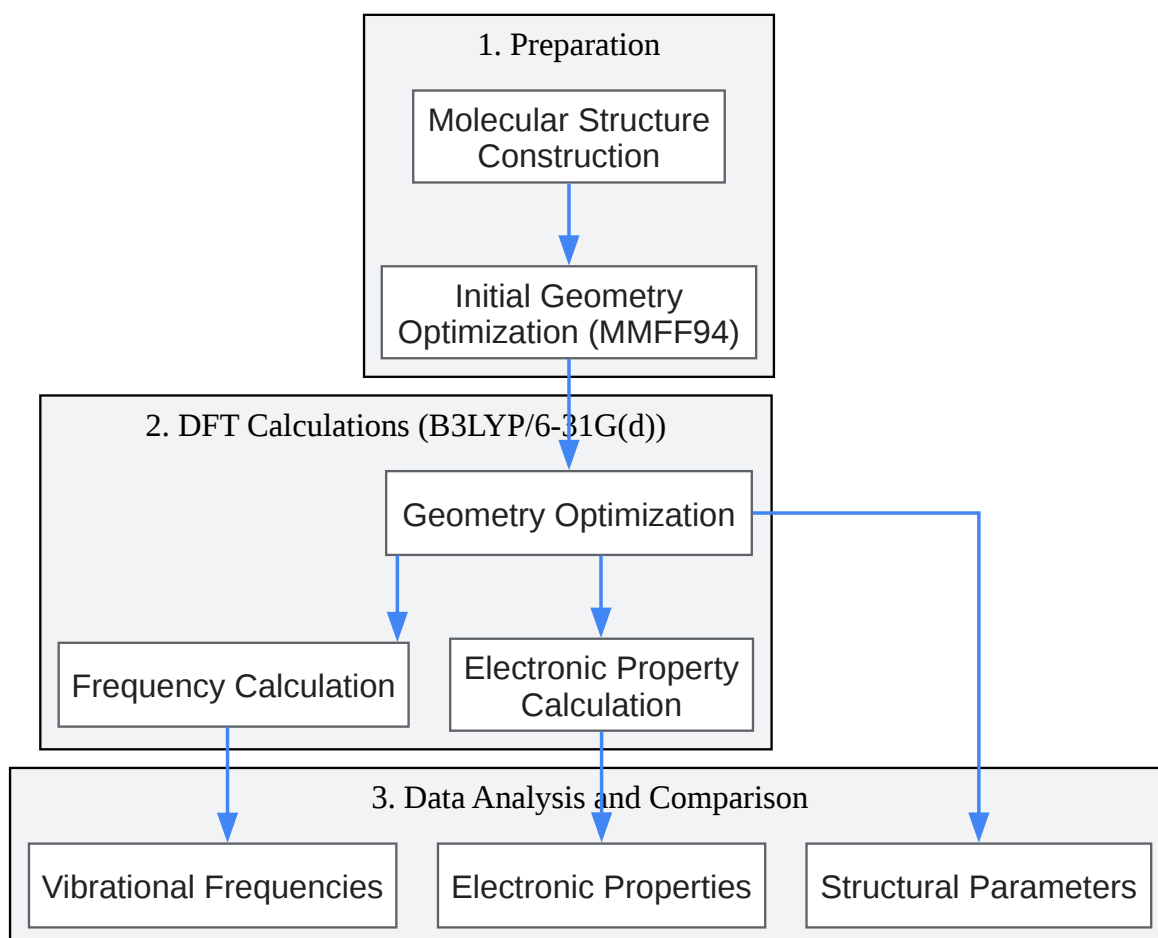 1. Preparation
Molecular Structure
Construction
Initial Geometry
Optimization (MMFF94)
2. DFT Calculations (B3LYP/6-31G(d))
Geometry Optimization
Frequency Calculation
Electronic Property
Calculation
3. Data Analysis and Comparison
Vibrational Frequencies
Electronic Properties
Structural Parameters